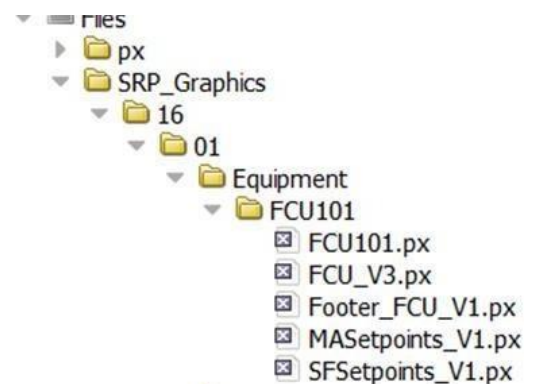 Files
px
SRP_Graphics
16
01
Equipment
FCU101
FCU101.px
FCU_V3.px
Footer_FCU_V1.px
MASetpoints_V1.px
SFSetpoints_V1.px